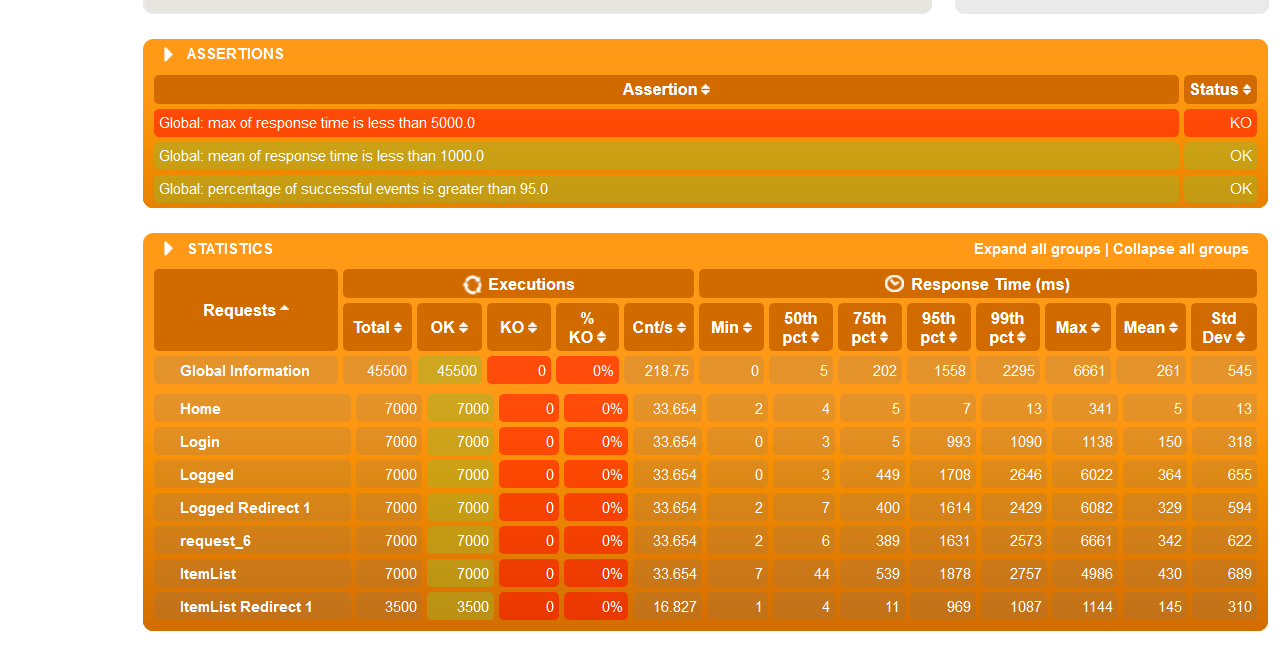 ASSERTIONS
Assertion Status
Global: max of response time is less than 5000.0 KO
Global: mean of response time is less than 1000.0 OK
Global: percentage of successful events is greater than 95.0 OK
STATISTICS Expand all groups | Collapse all groups
Requests Executions Response Time (ms)
Total OK KO % KO Cnt/s Min 50th pct 75th pct 95th pct 99th pct Max Mean Std Dev
Global Information 45500 45500 0 0% 218.75 0 5 202 1558 2295 6661 261 545
Home 7000 7000 0 0% 33.654 2 4 5 7 13 341 5 13
Login 7000 7000 0 0% 33.654 0 3 5 993 1090 1138 150 318
Logged 7000 7000 0 0% 33.654 0 3 449 1708 2646 6022 364 655
Logged Redirect 1 7000 7000 0 0% 33.654 2 7 400 1614 2429 6082 329 594
request_6 7000 7000 0 0% 33.654 2 6 389 1631 2573 6661 342 622
ItemList 7000 7000 0 0% 33.654 7 44 539 1878 2757 4986 430 689
ItemList Redirect 1 3500 3500 0 0% 16.827 1 4 11 969 1087 1144 145 310